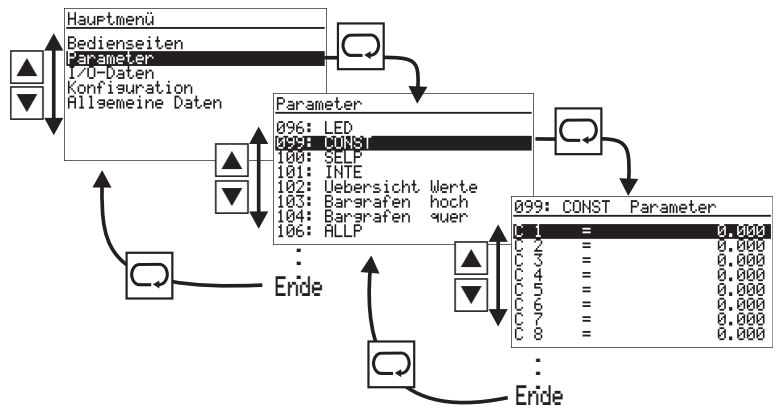 Hauptmenü
Bedienseiten
Parameter
I/O-Daten
Konfiguration
Allgemeine Daten
Parameter
096: LED
099: CONST
100: SELP
101: INTE
102: Uebersicht Werte
103: Bargrafen hoch
104: Bargrafen quer
106: ALLP
Ende
099: CONST Parameter
C 1 = 0.000
C 2 = 0.000
C 3 = 0.000
C 4 = 0.000
C 5 = 0.000
C 6 = 0.000
C 7 = 0.000
C 8 = 0.000
Ende